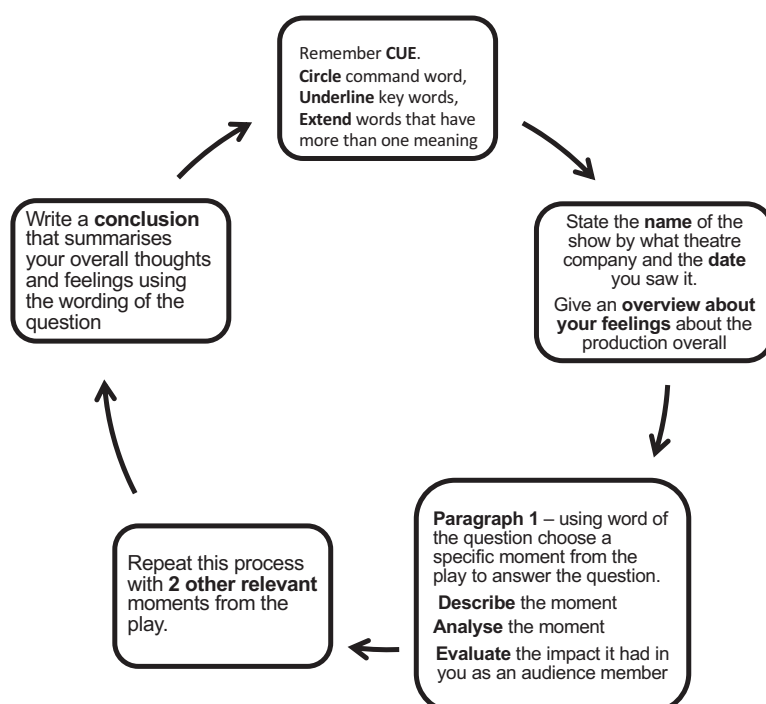 Remember CUE.
Circle command word,
Underline key words,
Extend words that have
more than one meaning
State the name of the
show by what theatre
company and the date
you saw it.
Give an overview about
your feelings about the
production overall
Paragraph 1 – using word of
the question choose a
specific moment from the
play to answer the question.
Describe the moment
Analyse the moment
Evaluate the impact it had in
you as an audience member
Repeat this process
with 2 other relevant
moments from the
play.
Write a conclusion
that summarises
your overall thoughts
and feelings using
the wording of the
question